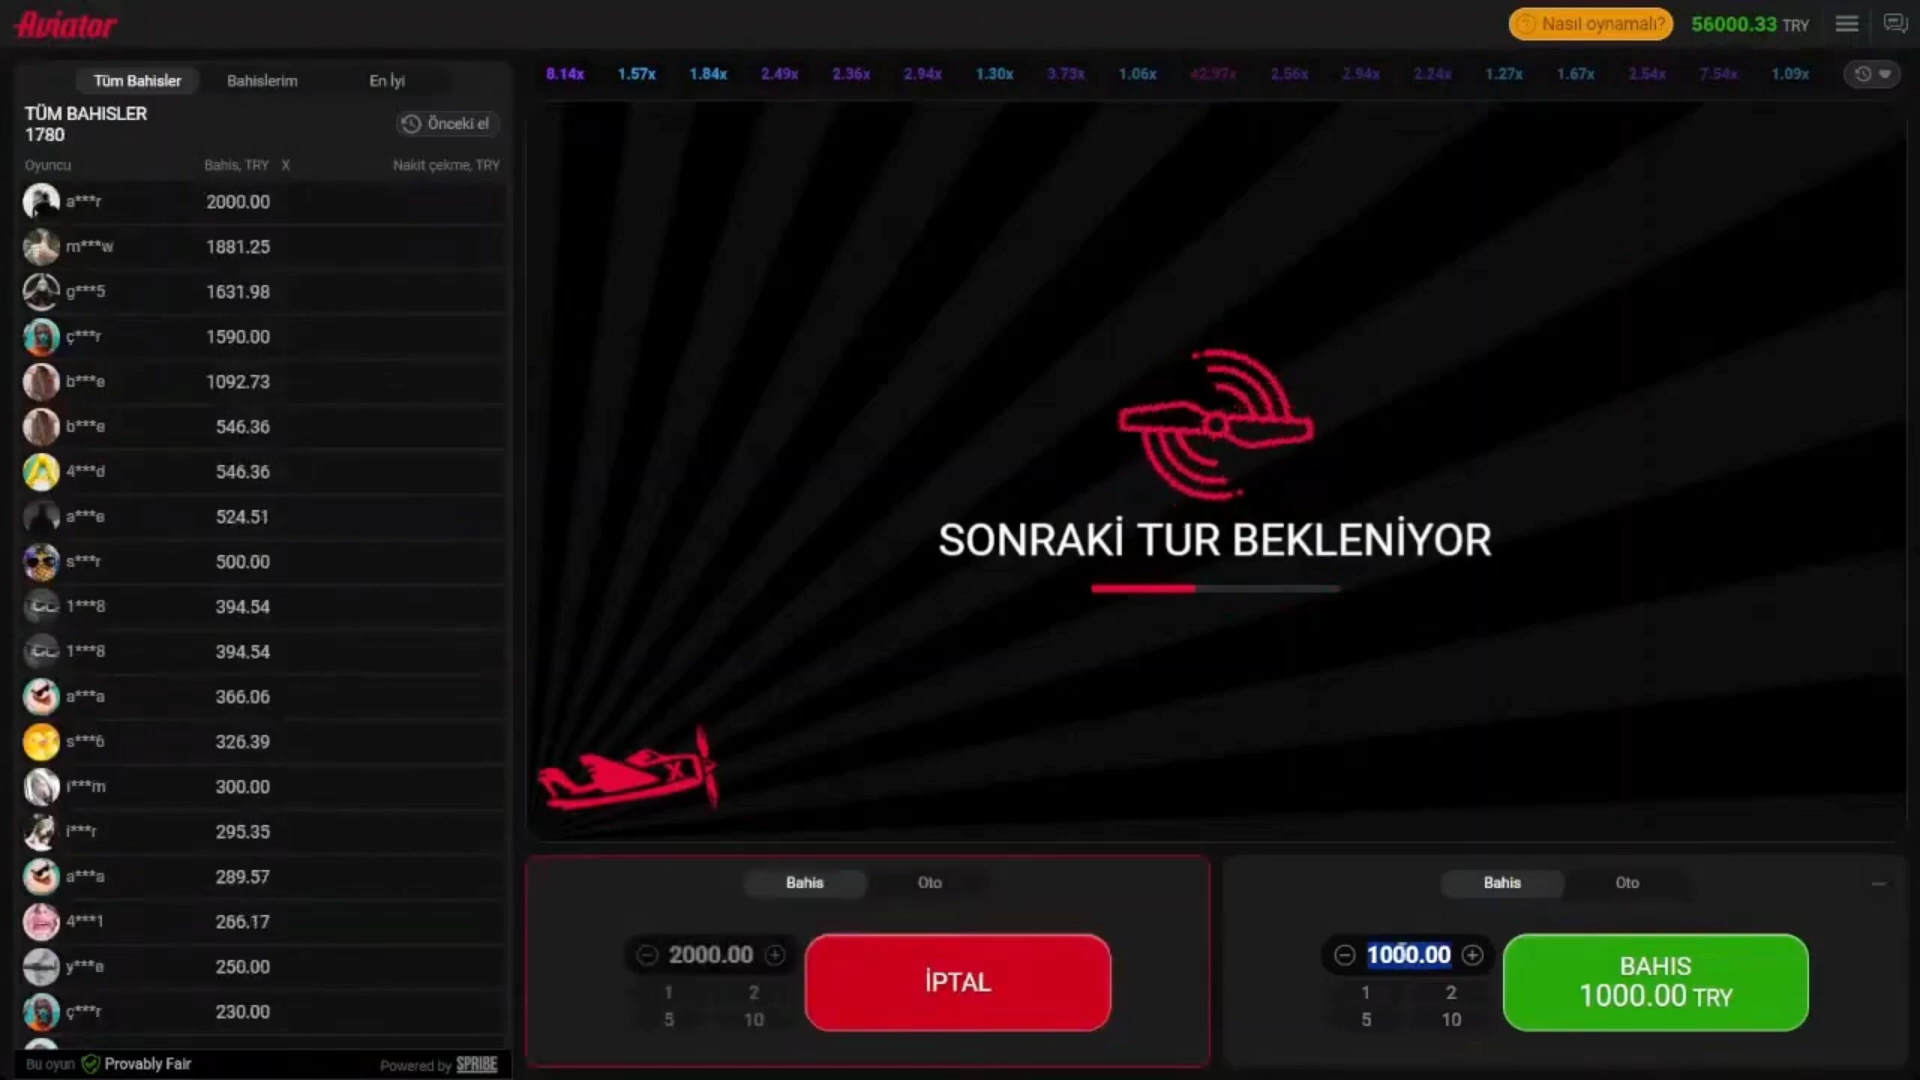 Aviator
Nasıl oynamalı?
56000.33 TRY
Tüm Bahisler
Bahislerim
En İyi
8.14x 1.57x 1.84x 2.49x 2.36x 2.94x 1.30x 3.73x 1.06x 42.97x 2.56x 2.94x 2.24x 1.27x 1.67x 2.54x 7.54x 1.09x
TÜM BAHISLER
1780
Önceki el
Oyuncu Bahis, TRY X Nakit çekme, TRY
a***r 2000.00
m***w 1881.25
g***5 1631.98
ç***r 1590.00
b***e 1092.73
b***e 546.36
4***d 546.36
a***e 524.51
s***r 500.00
1***8 394.54
1***8 394.54
a***a 366.06
s***6 326.39
i***m 300.00
i***r 295.35
a***a 289.57
4***1 266.17
y***e 250.00
ç***r 230.00
Bu oyun Provably Fair
Powered by SPRIBE
SONRAKİ TUR BEKLENİYOR
Bahis Oto
2000.00
1 2
5 10
İPTAL
Bahis Oto
1000.00
1 2
5 10
BAHIS
1000.00 TRY